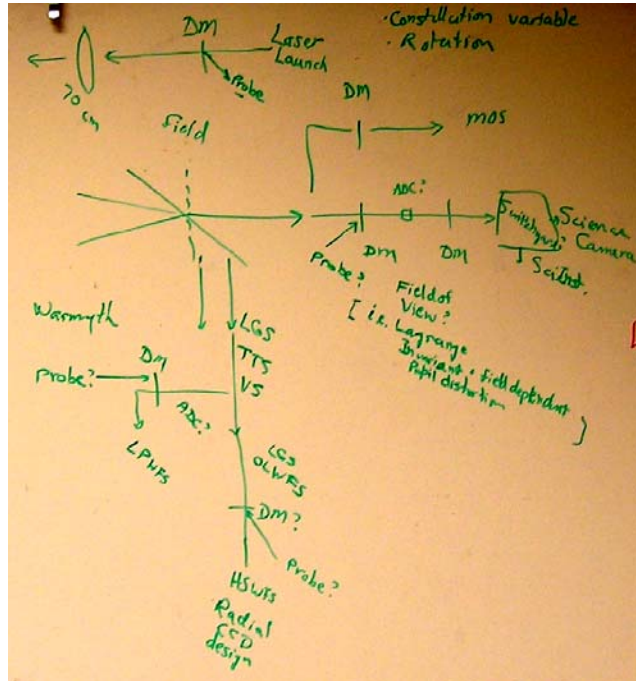 · Constellation variable
· Rotation
DM
Laser
Launch
Probe
70 cm
field
DM
MOS
ADC?
Probe?
DM
DM
Switchyard?
Science
Camera
SciInst.
Field of
View?
[ i.e. Lagrange
Invariant + field dependent
Pupil distortion ]
Warmyth
LGS
TTS
VS
DM
Probe?
ADC?
LPWFS
LGS
OLWFS
DM?
Probe?
HSWFS
Radial
CCD
design